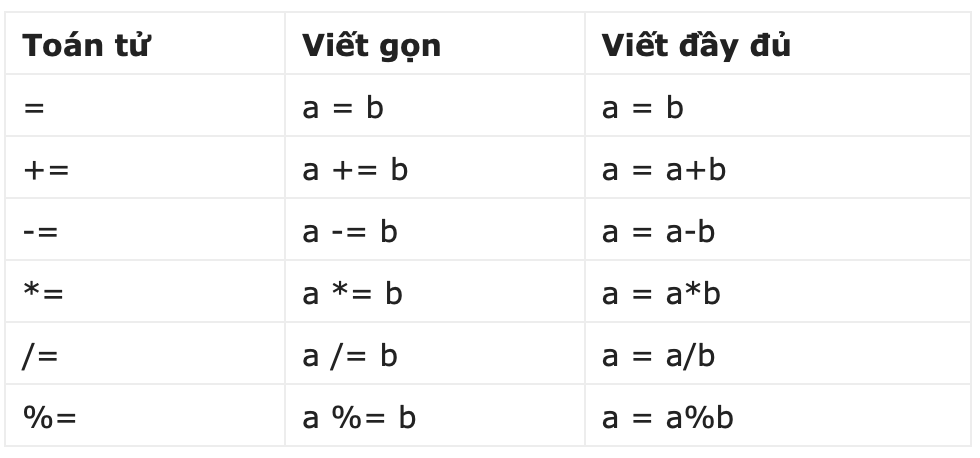 Toán tử Viết gọn Viết đầy đủ
= a = b a = b
+= a += b a = a+b
-= a -= b a = a-b
*= a *= b a = a*b
/= a /= b a = a/b
%= a %= b a = a%b